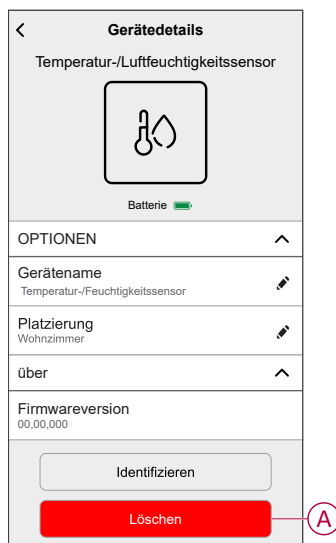 Gerätedetails
Temperatur-/Luftfeuchtigkeitssensor
Batterie
OPTIONEN
Gerätename
Temperatur-/Feuchtigkeitssensor
Platzierung
Wohnzimmer
über
Firmwareversion
00,00,000
Identifizieren
Löschen
A